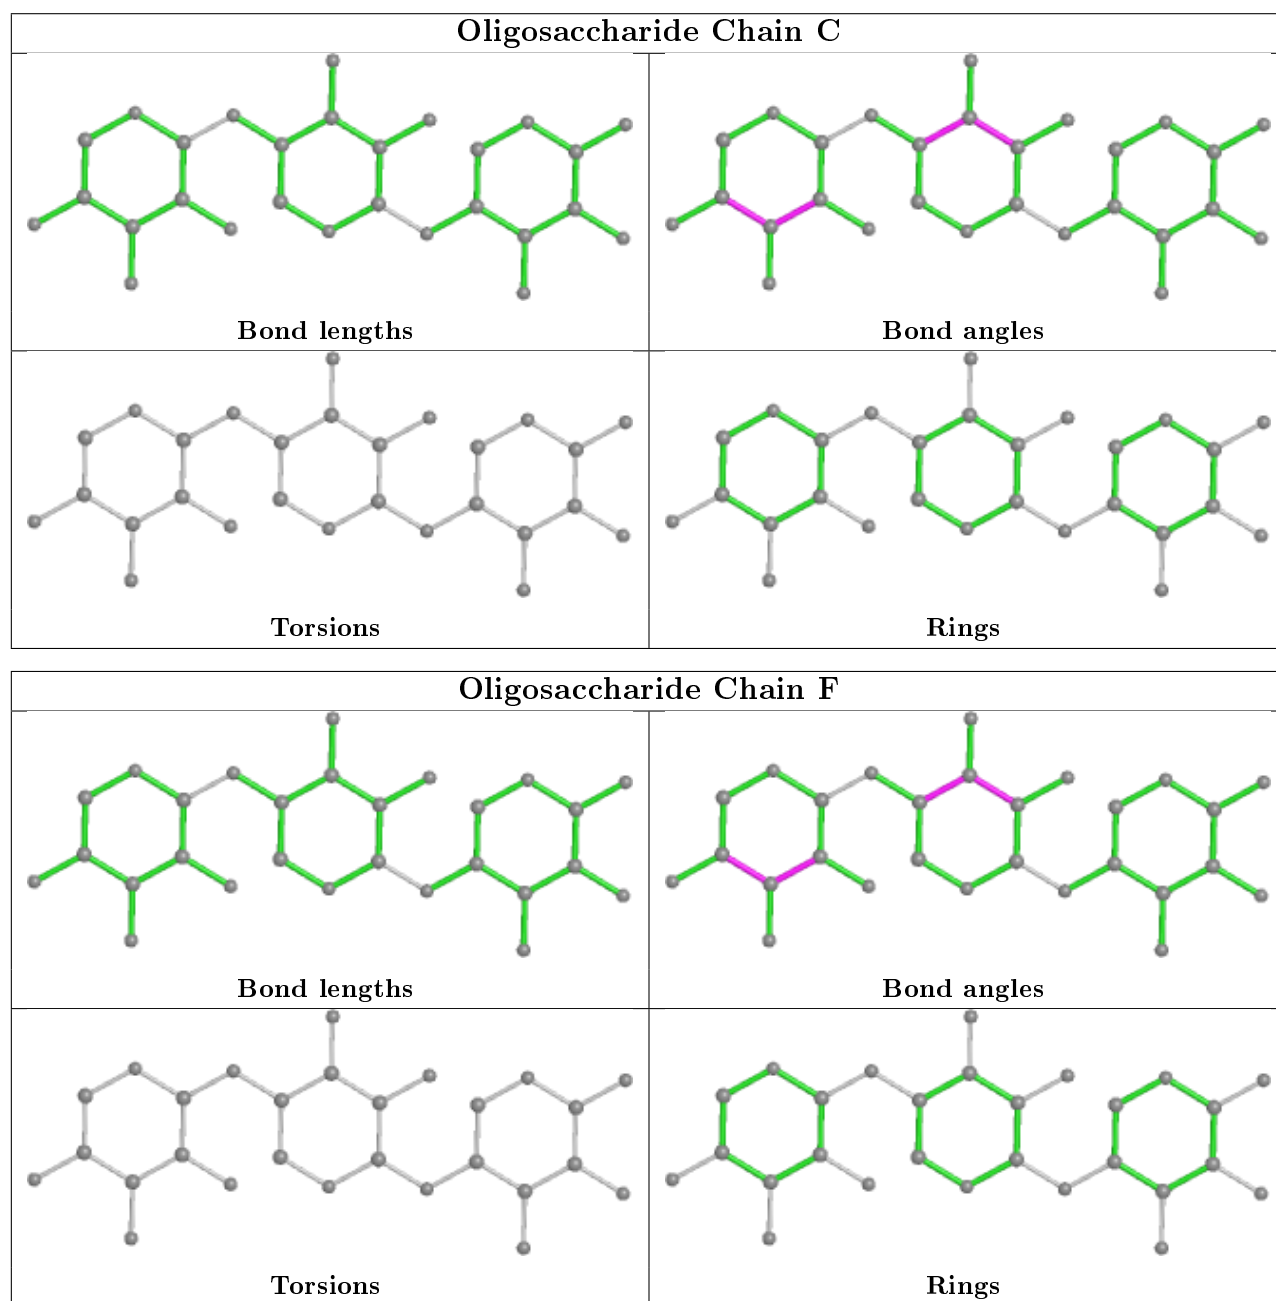 Oligosaccharide Chain C
Bond lengths
Bond angles
Torsions
Rings
Oligosaccharide Chain F
Bond lengths
Bond angles
Torsions
Rings